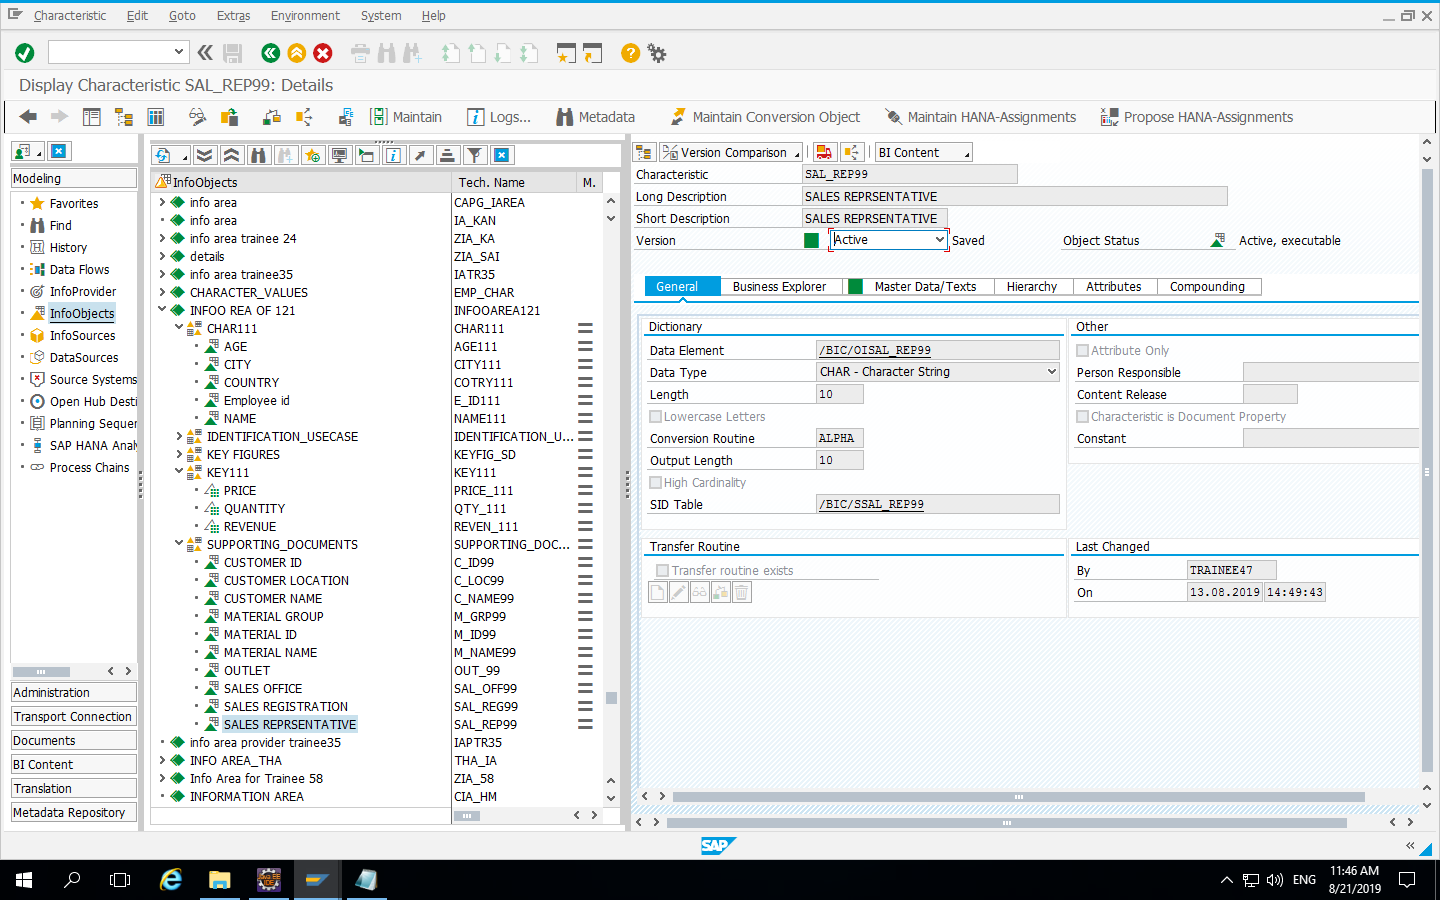 Characteristic Edit Goto Extras Environment System Help
Display Characteristic SAL_REP99: Details
Maintain Logs... Metadata Maintain Conversion Object Maintain HANA-Assignments Propose HANA-Assignments
Modeling
Favorites
Find
History
Data Flows
InfoProvider
InfoObjects
InfoSources
DataSources
Source Systems
Open Hub Desti
Planning Sequer
SAP HANA Anal
Process Chains
Administration
Transport Connection
Documents
BI Content
Translation
Metadata Repository
InfoObjects Tech. Name M.
info area CAPG_IAREA
info area IA_KAN
info area trainee 24 ZIA_KA
details ZIA_SAI
info area trainee35 IATR35
CHARACTER_VALUES EMP_CHAR
INFOO REA OF 121 INFOOAREA121
CHAR111 CHAR111
AGE AGE111
CITY CITY111
COUNTRY COTRY111
Employee id E_ID111
NAME NAME111
IDENTIFICATION_USECASE IDENTIFICATION_U...
KEY FIGURES KEYFIG_SD
KEY111 KEY111
PRICE PRICE_111
QUANTITY QTY_111
REVENUE REVEN_111
SUPPORTING_DOCUMENTS SUPPORTING_DOC...
CUSTOMER ID C_ID99
CUSTOMER LOCATION C_LOC99
CUSTOMER NAME C_NAME99
MATERIAL GROUP M_GRP99
MATERIAL ID M_ID99
MATERIAL NAME M_NAME99
OUTLET OUT_99
SALES OFFICE SAL_OFF99
SALES REGISTRATION SAL_REG99
SALES REPRSENTATIVE SAL_REP99
info area provider trainee35 IAPTR35
INFO AREA_THA THA_IA
Info Area for Trainee 58 ZIA_58
INFORMATION AREA CIA_HM
Version Comparison BI Content
Characteristic SAL_REP99
Long Description SALES REPRSENTATIVE
Short Description SALES REPRSENTATIVE
Version Active Saved Object Status Active, executable
General Business Explorer Master Data/Texts Hierarchy Attributes Compounding
Dictionary
Data Element /BIC/OISAL_REP99
Data Type CHAR - Character String
Length 10
Lowercase Letters
Conversion Routine ALPHA
Output Length 10
High Cardinality
SID Table /BIC/SSAL_REP99
Other
Attribute Only
Person Responsible
Content Release
Characteristic is Document Property
Constant
Transfer Routine
Transfer routine exists
Last Changed
By TRAINEE47
On 13.08.2019 14:49:43
SAP
ENG
11:46 AM
8/21/2019